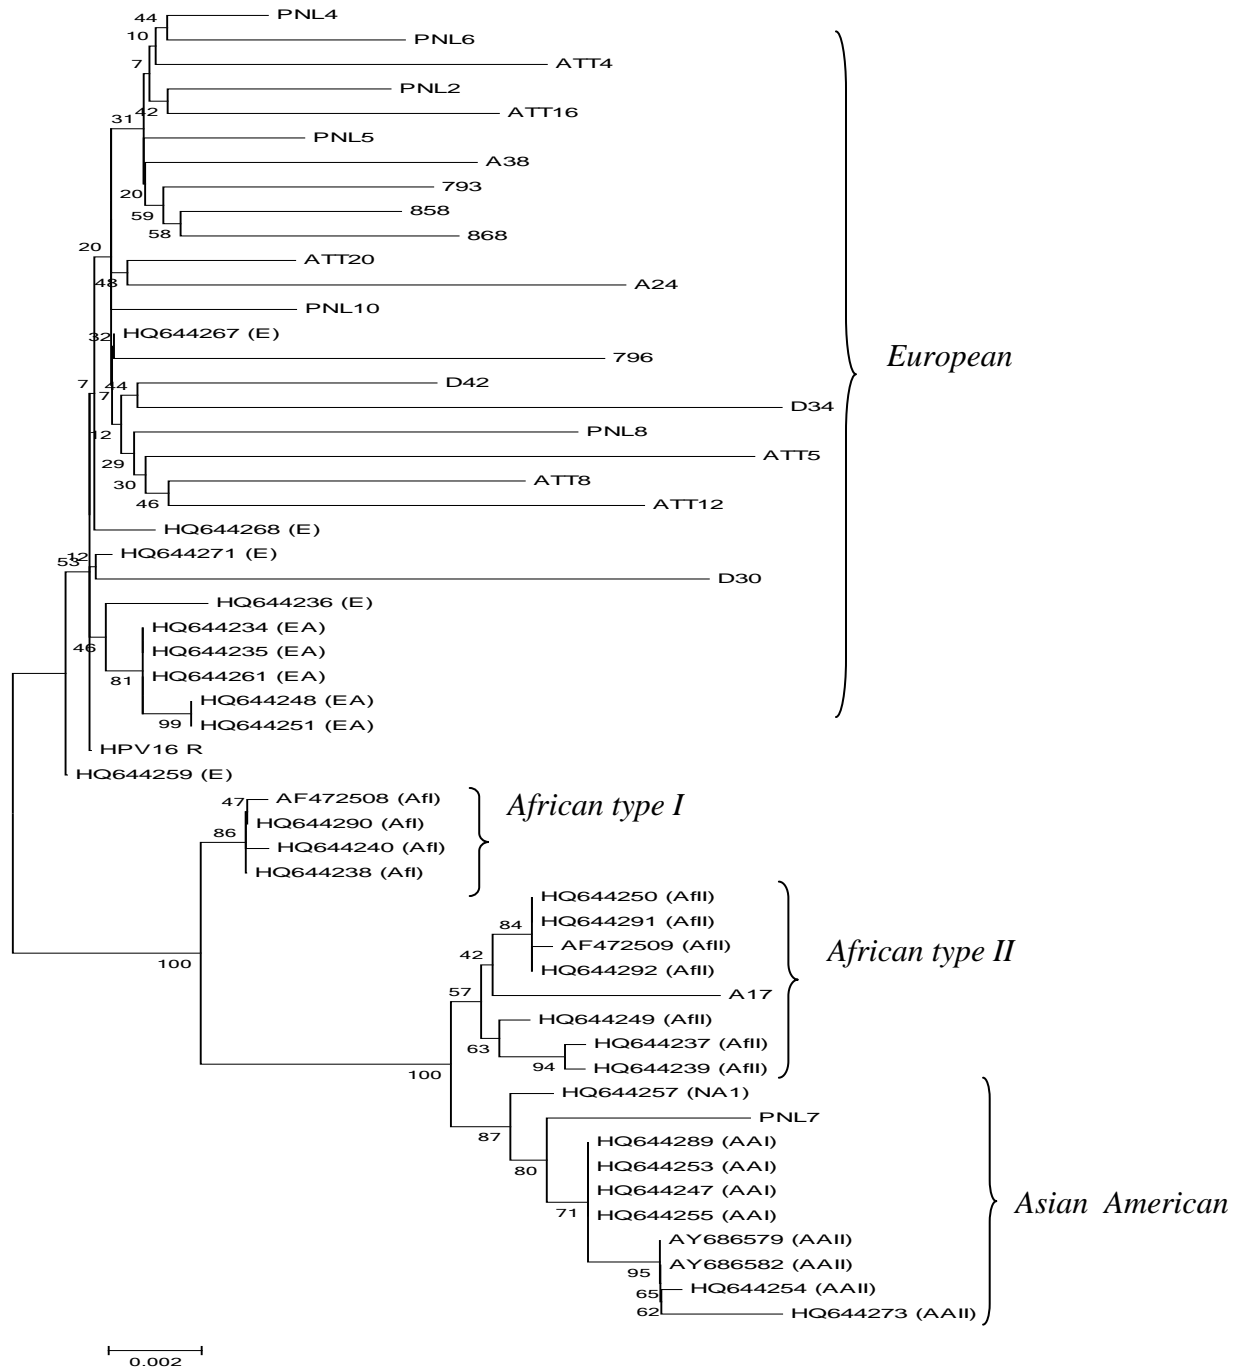 44
PNL4
10
PNL6
7
ATT4
PNL2
42
ATT16
31
PNL5
A38
20
793
59
858
58
868
20
ATT20
48
A24
PNL10
32
HQ644267 (E)
796
European
7
7
44
D42
D34
12
PNL8
29
ATT5
30
ATT8
46
ATT12
HQ644268 (E)
53
12
HQ644271 (E)
D30
HQ644236 (E)
46
HQ644234 (EA)
HQ644235 (EA)
81
HQ644261 (EA)
HQ644248 (EA)
99
HQ644251 (EA)
HPV16 R
HQ644259 (E)
47
AF472508 (AfI)
African type I
86
HQ644290 (AfI)
HQ644240 (AfI)
HQ644238 (AfI)
HQ644250 (AfII)
84
HQ644291 (AfII)
42
AF472509 (AfII)
African type II
100
HQ644292 (AfII)
57
A17
HQ644249 (AfII)
63
HQ644237 (AfII)
94
HQ644239 (AfII)
100
HQ644257 (NA1)
87
PNL7
HQ644289 (AAI)
80
HQ644253 (AAI)
HQ644247 (AAI)
71
HQ644255 (AAI)
Asian American
AY686579 (AAII)
95
AY686582 (AAII)
65
HQ644254 (AAII)
62
HQ644273 (AAII)
0.002